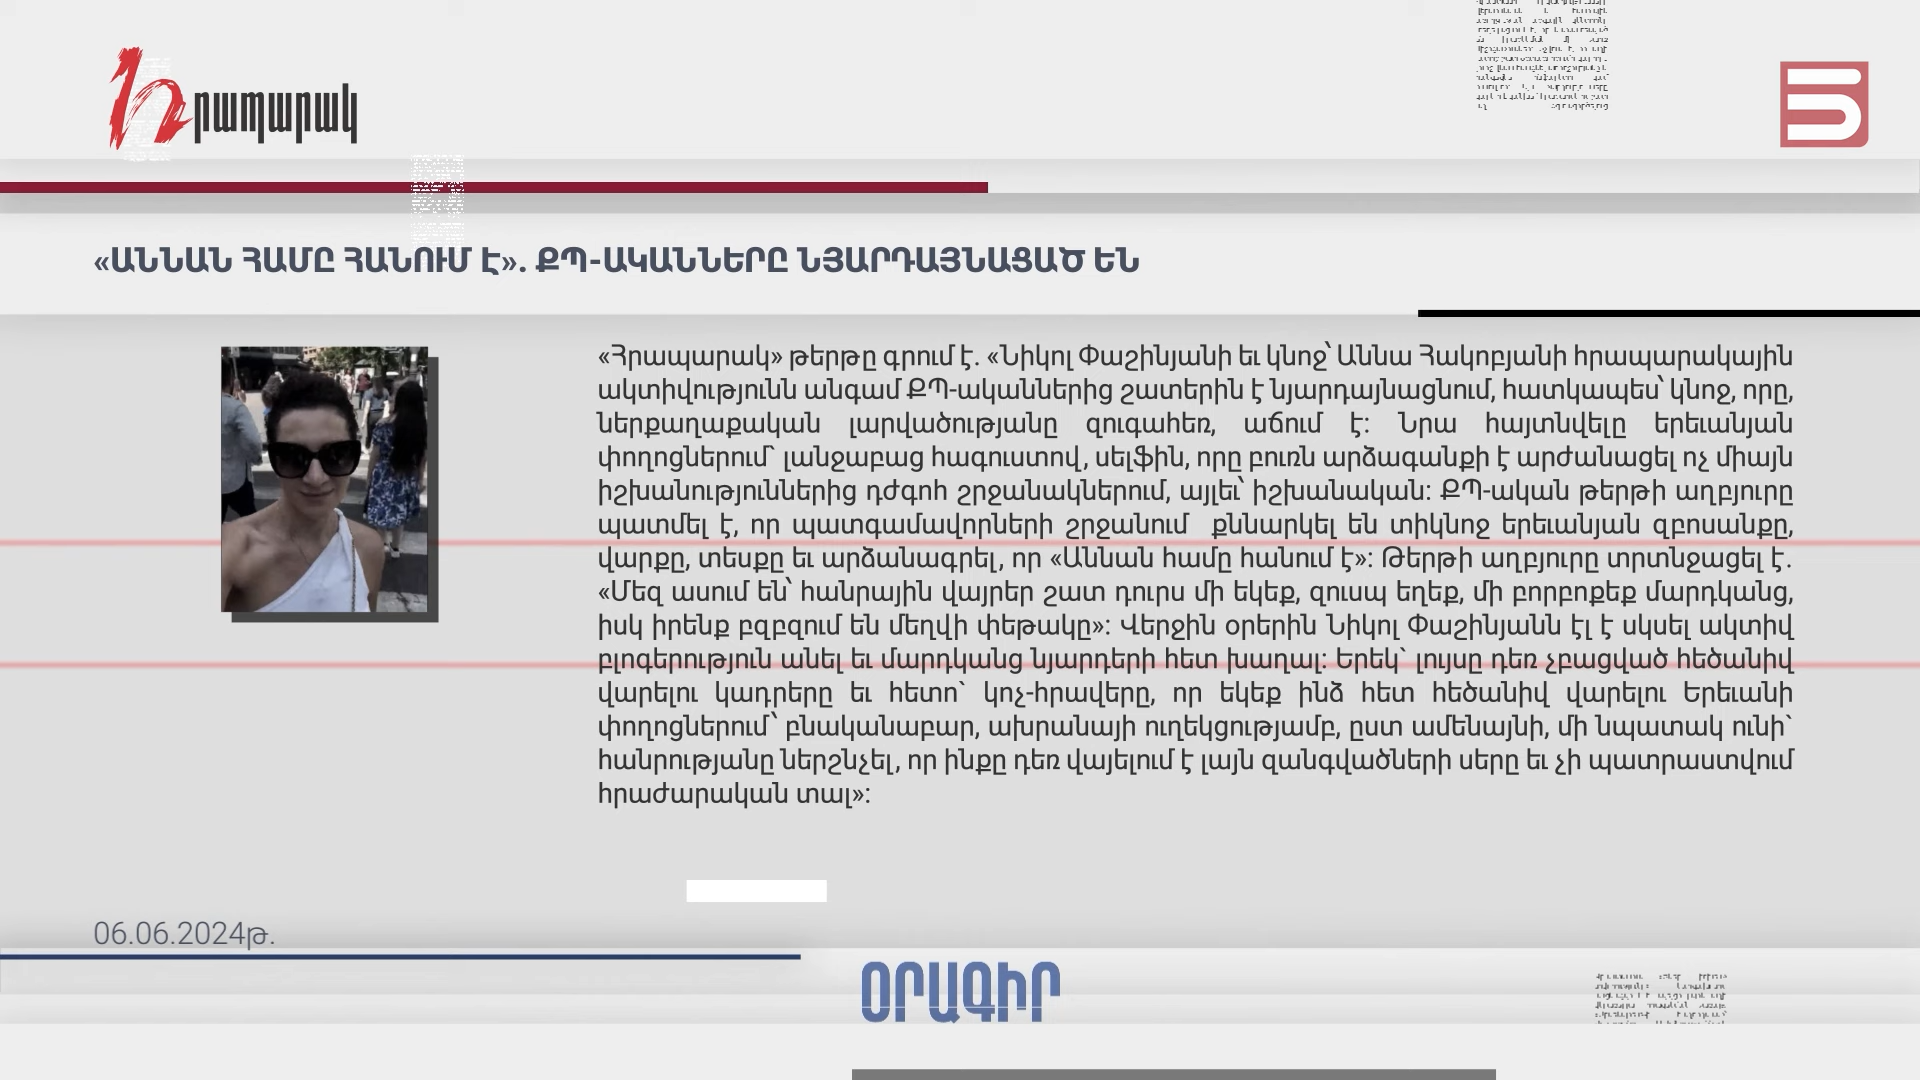 Հրապարակ
«ԱՆՆԱՆ ՀԱՄԸ ՀԱՆՈՒՄ Է». ՔՊ-ԱԿԱՆՆԵՐԸ ՆՅԱՐԴԱՅՆԱՑԱԾ ԵՆ
«Հրապարակ» թերթը գրում է. «Նիկոլ Փաշինյանի եւ կնոջ՝ Աննա Հակոբյանի հրապարակային
ակտիվությունն անգամ ՔՊ-ականներից շատերին է նյարդայնացնում, հատկապես՝ կնոջ, որը,
ներքաղաքական լարվածությանը զուգահեռ, աճում է: Նրա հայտնվելը երեւանյան
փողոցներում՝ լանջաբաց հագուստով, սելֆին, որը բուռն արձագանքի է արժանացել ոչ միայն
իշխանություններից դժգոհ շրջանակներում, այլեւ՝ իշխանական: ՔՊ-ական թերթի աղբյուրը
պատմել է, որ պատգամավորների շրջանում քննարկել են տիկնոջ երեւանյան զբոսանքը,
վարքը, տեսքը եւ արձանագրել, որ «Աննան համը հանում է»: Թերթի աղբյուրը տրտնջացել է.
«Մեզ ասում են՝ հանրային վայրեր շատ դուրս մի եկեք, զուսպ եղեք, մի բորբոքեք մարդկանց,
իսկ իրենք բզբզում են մեղվի փեթակը»: Վերջին օրերին Նիկոլ Փաշինյանն էլ է սկսել ակտիվ
բլոգերություն անել եւ մարդկանց նյարդերի հետ խաղալ: Երեկ՝ լույսը դեռ չբացված հեծանիվ
վարելու կադրերը եւ հետո՝ կոչ-հրավերը, որ եկեք ինձ հետ հեծանիվ վարելու Երեւանի
փողոցներում՝ բնականաբար, ախրանայի ուղեկցությամբ, ըստ ամենայնի, մի նպատակ ունի՝
հանրությանը ներշնչել, որ ինքը դեռ վայելում է լայն զանգվածների սերը եւ չի պատրաստվում
հրաժարական տալ»:
06.06.2024թ.
ՕՐԱԳԻՐ